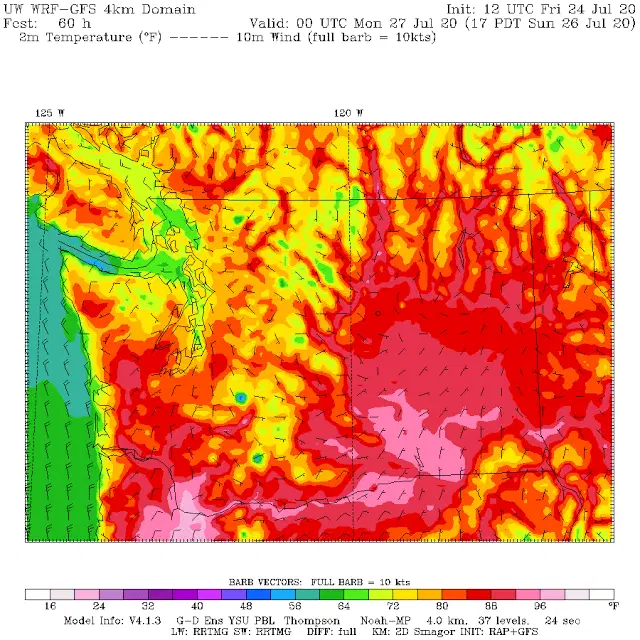 UW WRF-GFS 4km Domain Init: 12 UTC Fri 24 Jul 20
Fcst: 60 h Valid: 00 UTC Mon 27 Jul 20 (17 PDT Sun 26 Jul 20)
2m Temperature (°F) ------ 10m Wind (full barb = 10kts)
125 W 120 W
BARB VECTORS: FULL BARB = 10 kts
16 24 32 40 48 56 64 72 80 88 96 °F
Model Info: V4.1.3 G-D Ens YSU PBL Thompson Noah-MP 4.0 km, 37 levels, 24 sec
LW: RRTMG SW: RRTMG DIFF: full KM: 2D Smagor INIT: RAP+GFS